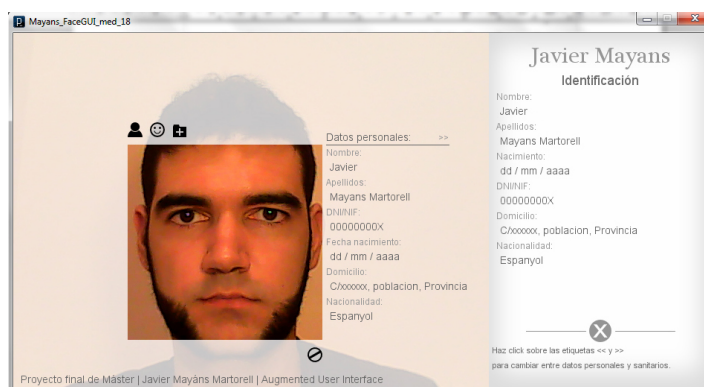 Mayans_FaceGUI_med_18
Javier Mayans
Identificación
Nombre:
Javier
Apellidos:
Mayans Martorell
Nacimiento:
dd / mm / aaaa
DNI/NIF:
00000000X
Domicilio:
C/xxxxxx, poblacion, Provincia
Nacionalidad:
Espanyol
Haz click sobre las etiquetas << y >>
para cambiar entre datos personales y sanitarios.
Datos personales: >>
Nombre:
Javier
Apellidos:
Mayans Martorell
DNI/NIF:
00000000X
Fecha nacimiento:
dd / mm / aaaa
Domicilio:
C/xxxxxx, poblacion, Provincia
Nacionalidad:
Espanyol
Proyecto final de Máster | Javier Mayàns Martorell | Augmented User Interface